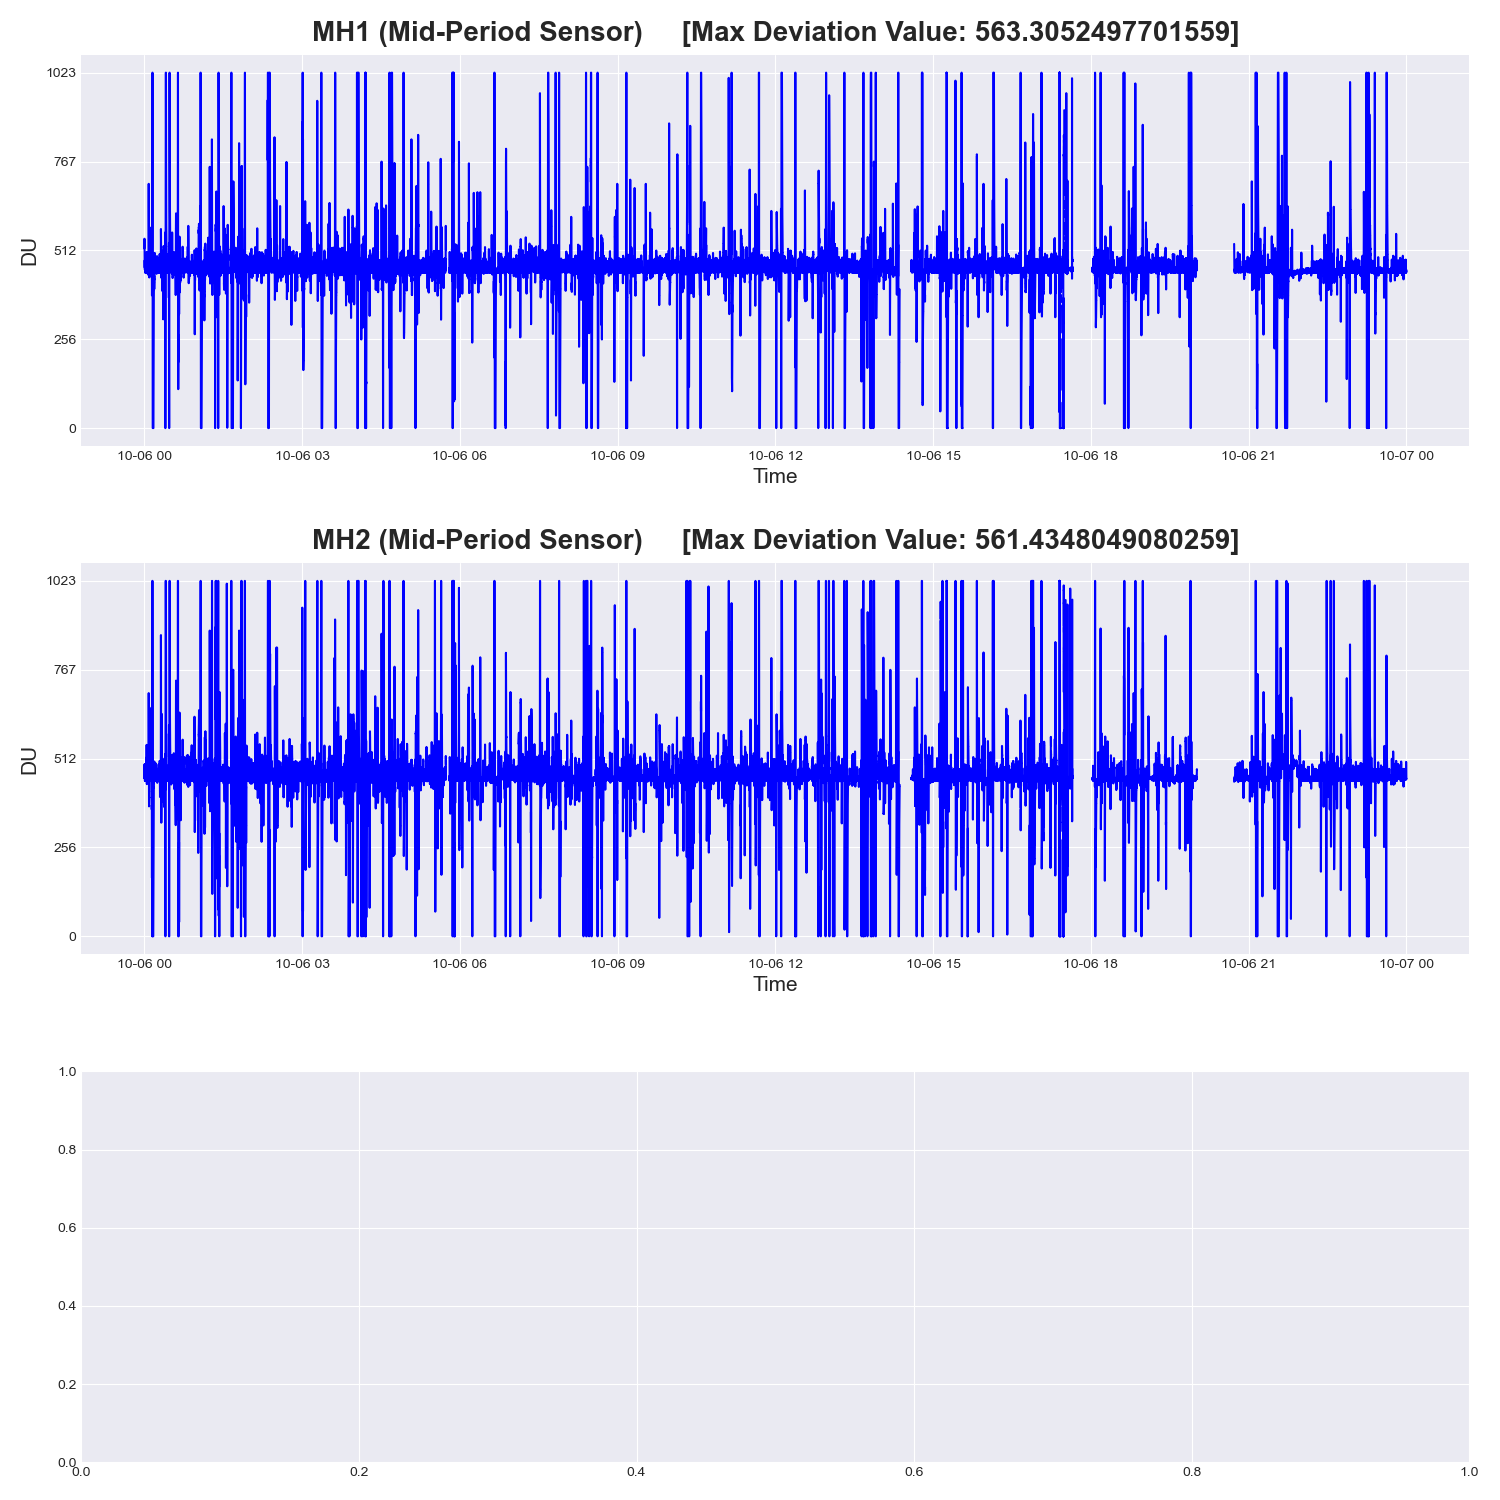 MH1 (Mid-Period Sensor) [Max Deviation Value: 563.3052497701559]
1023
767
512
256
0
DU
10-06 00 10-06 03 10-06 06 10-06 09 10-06 12 10-06 15 10-06 18 10-06 21 10-07 00
Time
MH2 (Mid-Period Sensor) [Max Deviation Value: 561.4348049080259]
1023
767
512
256
0
DU
10-06 00 10-06 03 10-06 06 10-06 09 10-06 12 10-06 15 10-06 18 10-06 21 10-07 00
Time
1.0
0.8
0.6
0.4
0.2
0.0
0.0 0.2 0.4 0.6 0.8 1.0